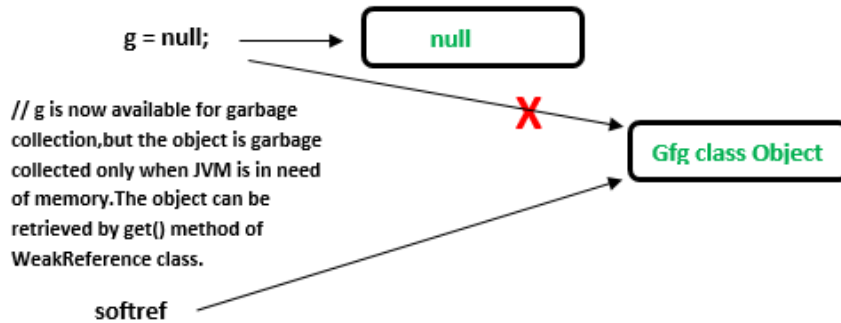 g = null;
null
// g is now available for garbage
collection,but the object is garbage
collected only when JVM is in need
of memory.The object can be
retrieved by get() method of
WeakReference class.
X
Gfg class Object
softref